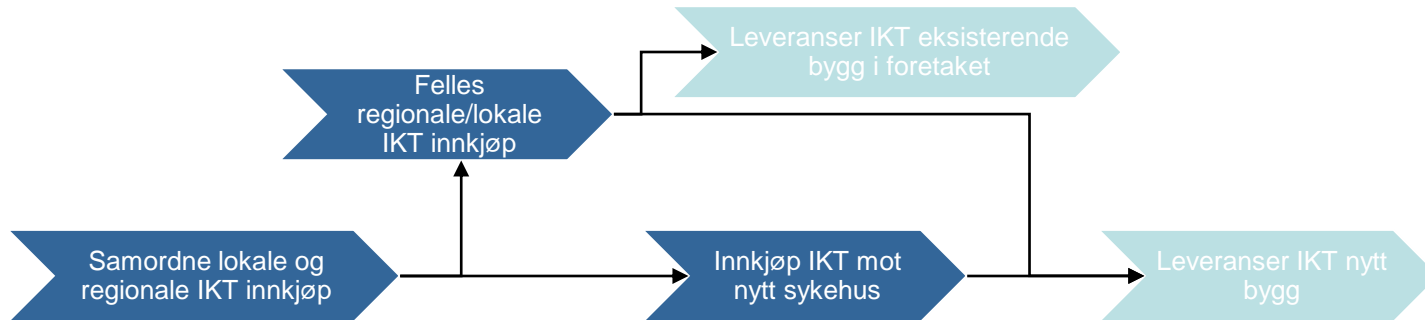 Leveranser IKT eksisterende
bygg i foretaket
Felles
regionale/lokale
IKT innkjøp
Samordne lokale og
regionale IKT innkjøp
Innkjøp IKT mot
nytt sykehus
Leveranser IKT nytt
bygg